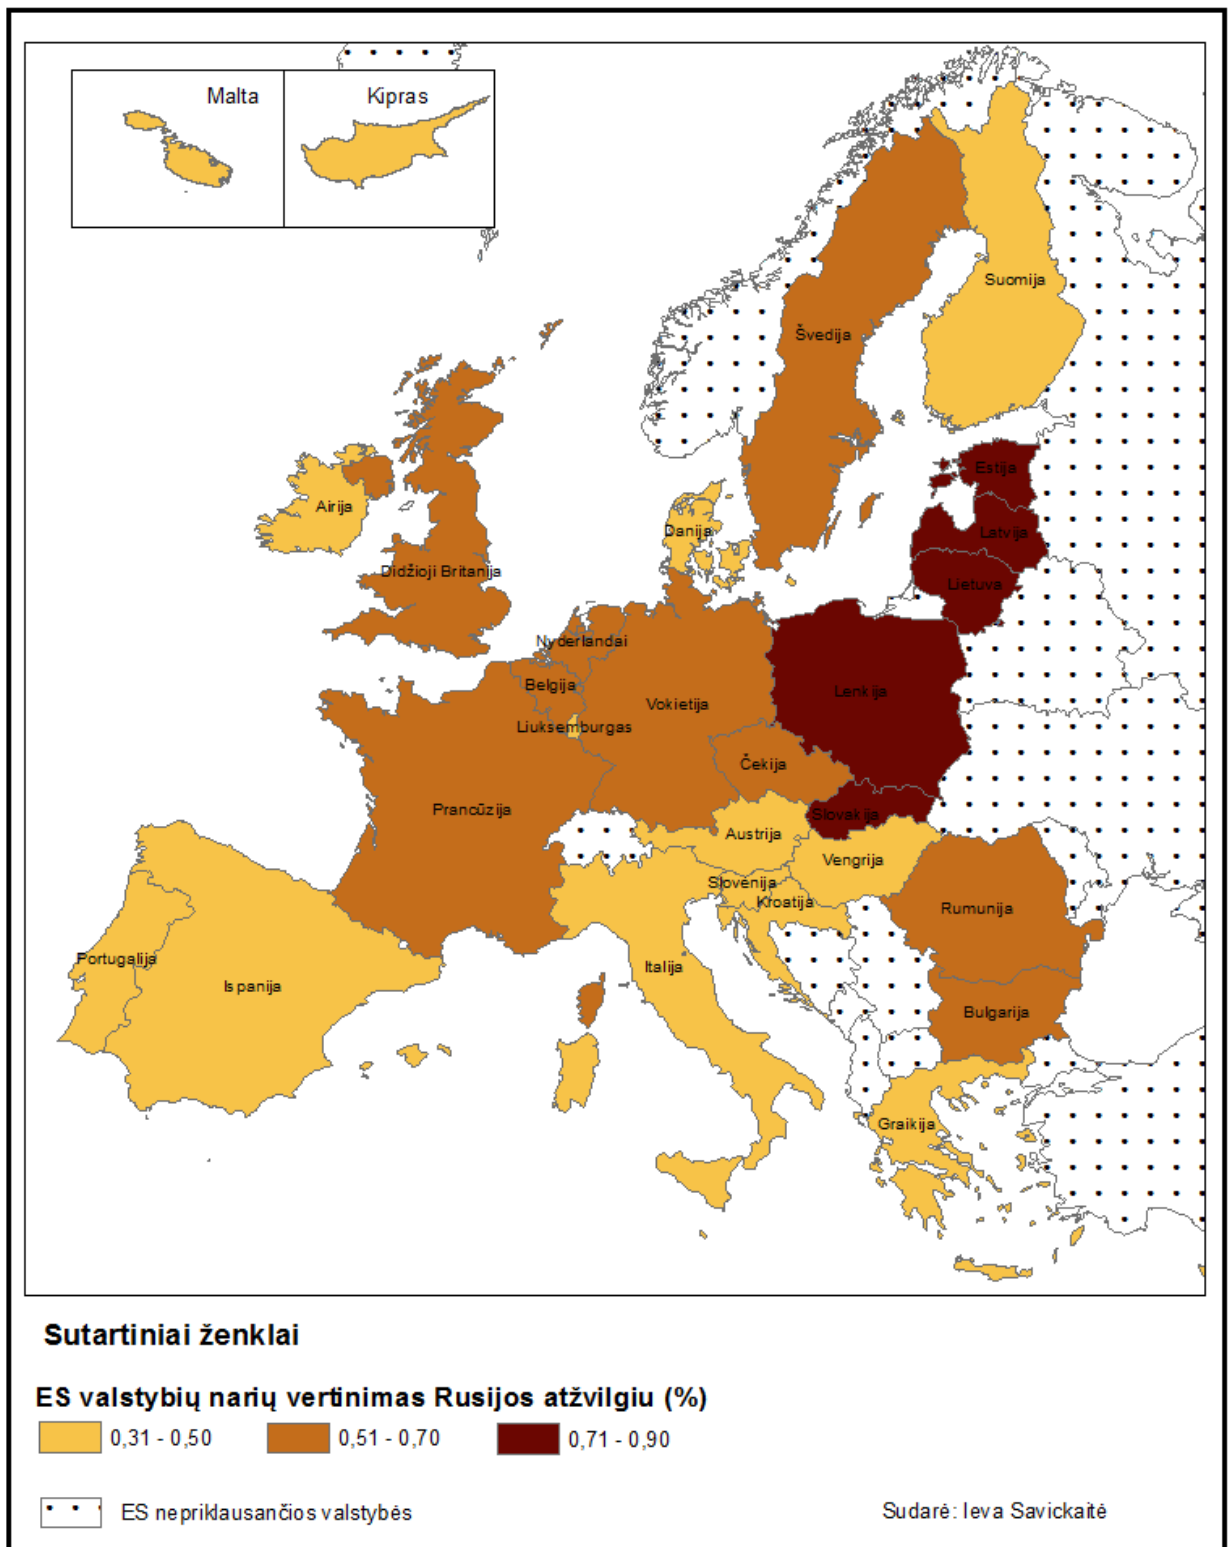 Malta
Kipras
Suomija
Švedija
Estija
Airija
Danija
Latvija
Didžioji Britanija
Lietuva
Nyderlandai
Belgija
Lenkija
Vokietija
Liuksemburgas
Čekija
Prancūzija
Slovakija
Austrija
Vengrija
Slovėnija
Kroatija
Rumunija
Portugalija
Italija
Ispanija
Bulgarija
Graikija
Sutartiniai ženklai
ES valstybių narių vertinimas Rusijos atžvilgiu (%)
0,31 - 0,50
0,51 - 0,70
0,71 - 0,90
ES nepriklausančios valstybės
Sudarė: Ieva Savickaitė